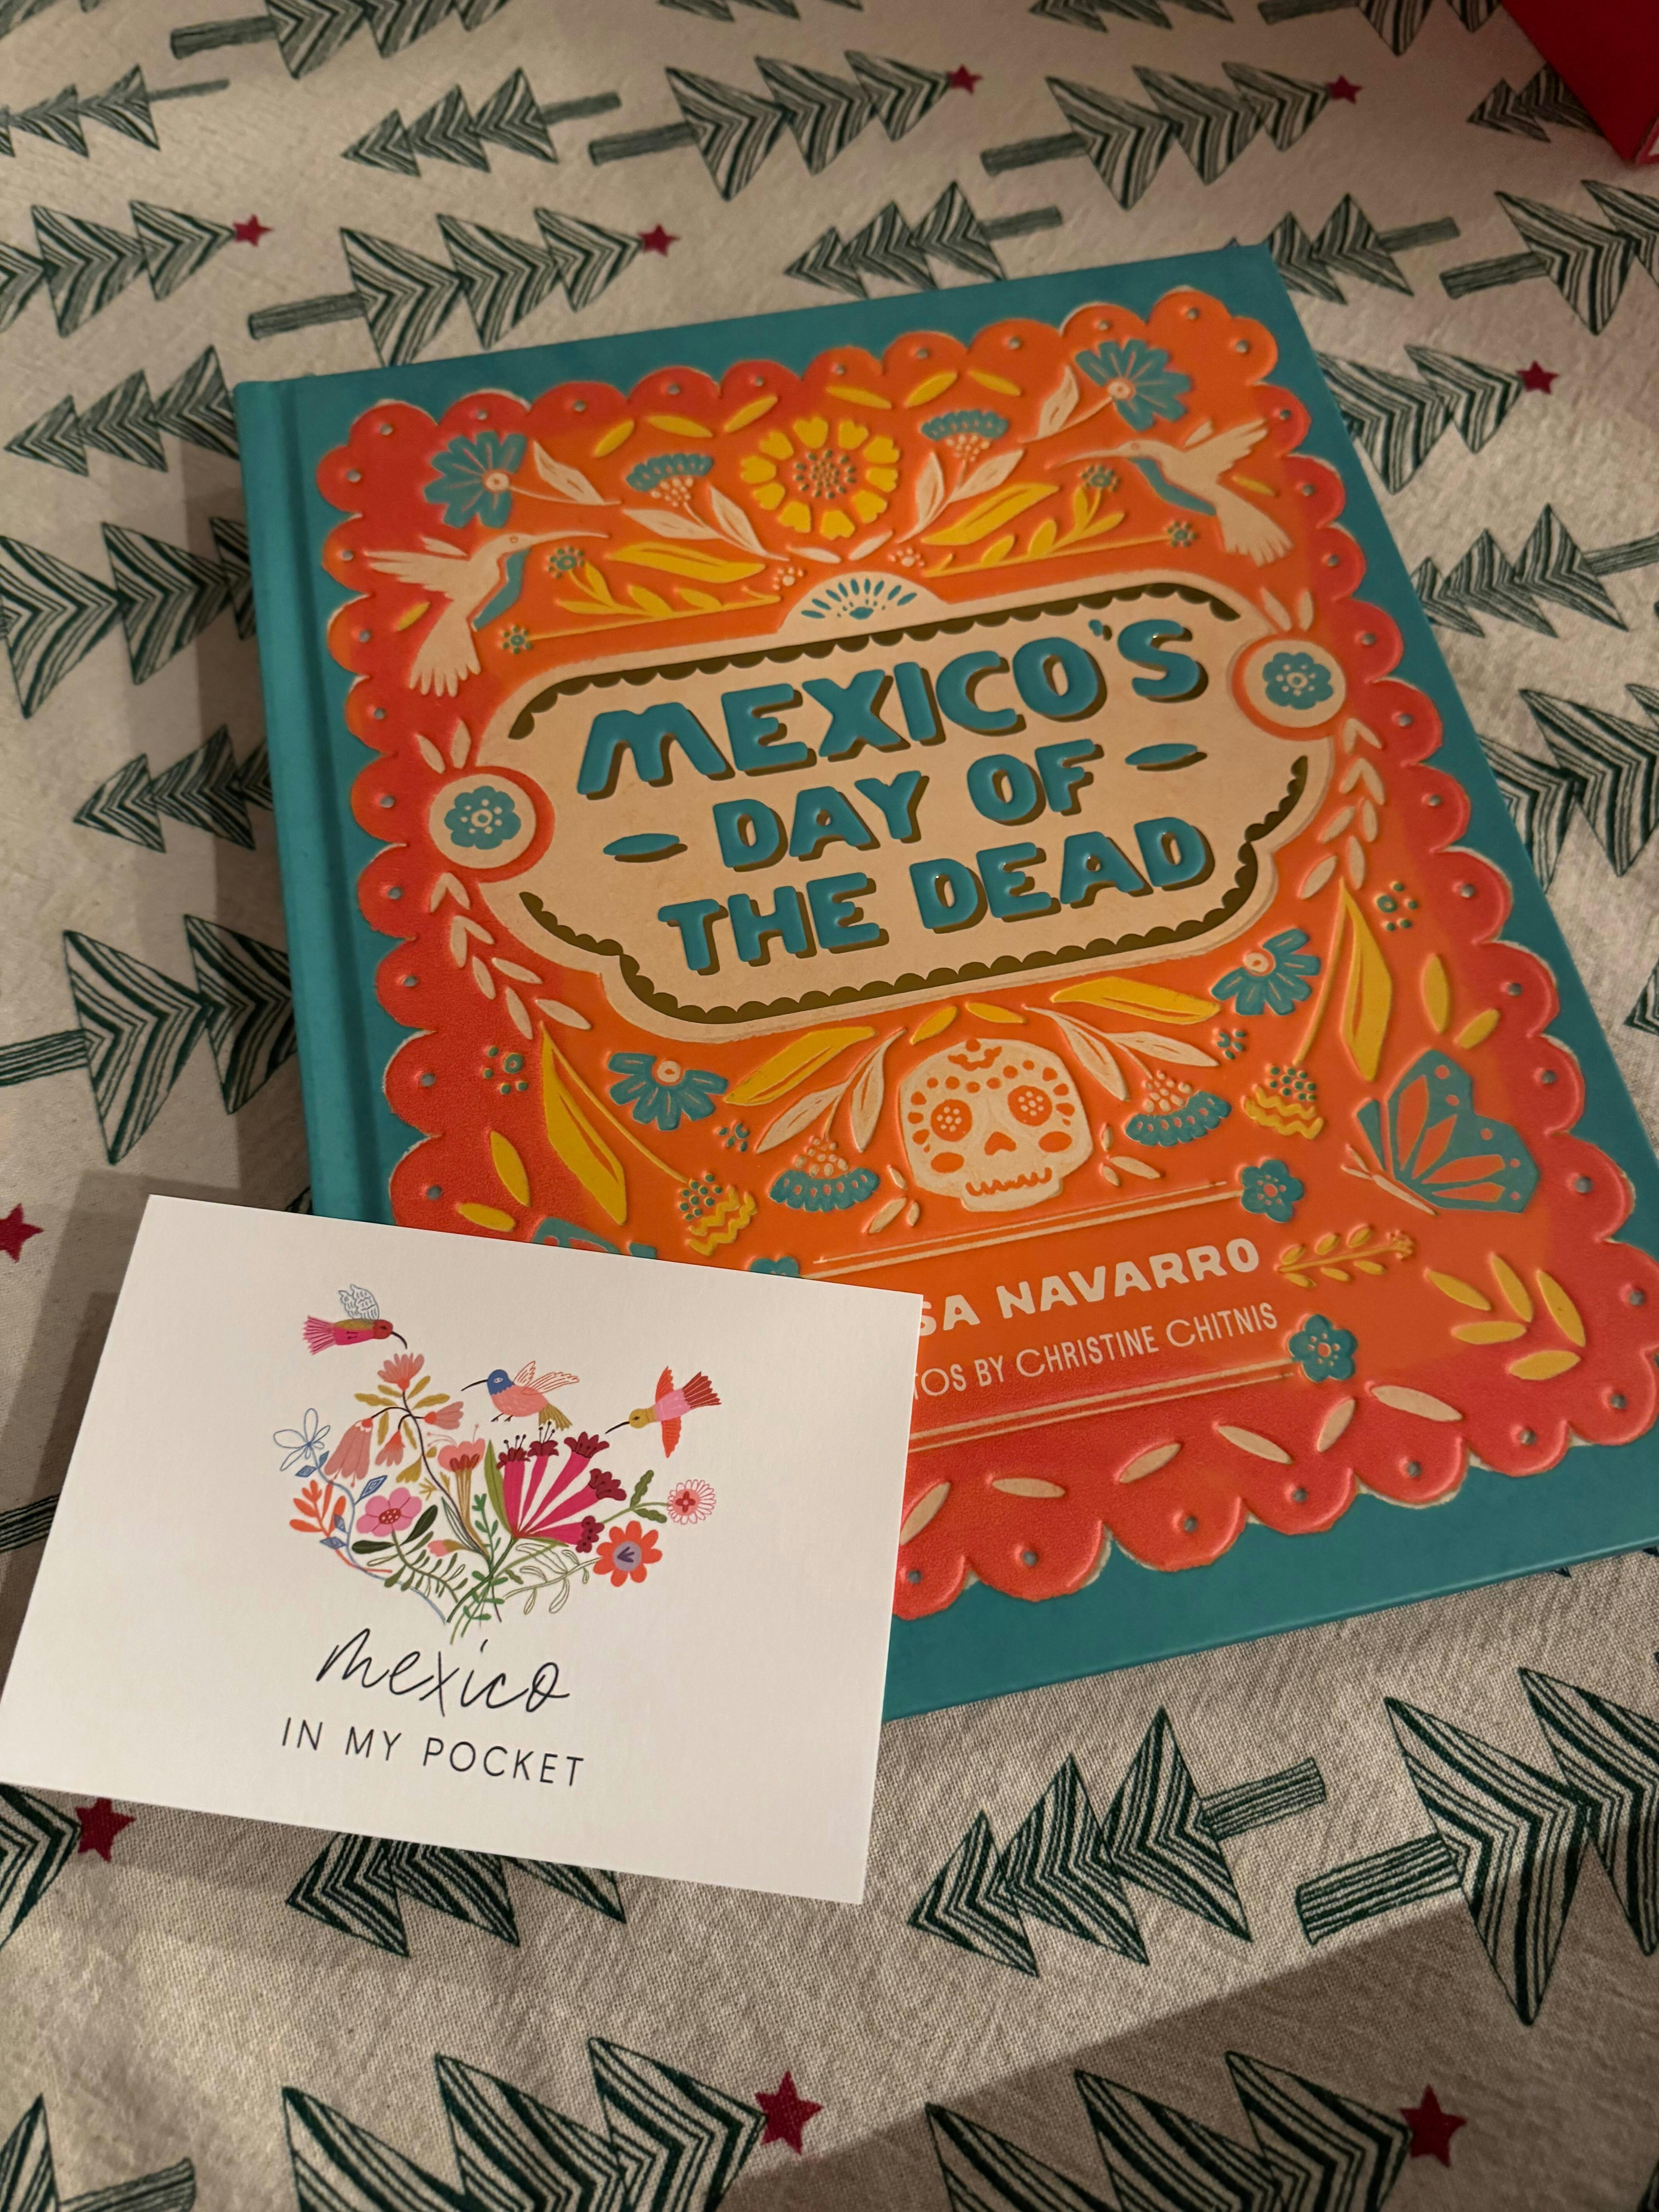 MEXICO'S
DAY OF
THE DEAD
SA NAVARRO
TOS BY CHRISTINE CHITNIS
mexico
IN MY POCKET